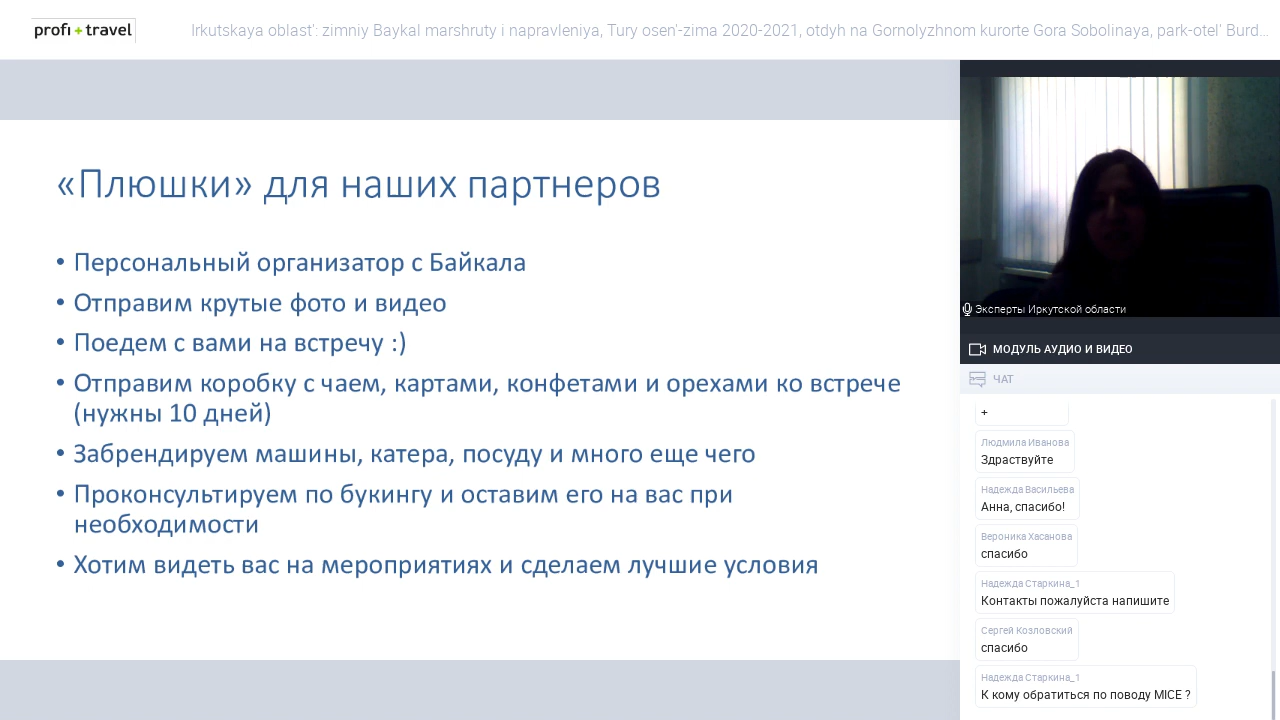 profi + travel
Irkutskaya oblast': zimniy Baykal marshruty i napravleniya, Tury osen'-zima 2020-2021, otdyh na Gornolyzhnom kurorte Gora Sobolinaya, park-otel' Burd...
«Плюшки» для наших партнеров
• Персональный организатор с Байкала
• Отправим крутые фото и видео
• Поедем с вами на встречу :)
• Отправим коробку с чаем, картами, конфетами и орехами ко встрече
(нужны 10 дней)
• Забрендируем машины, катера, посуду и много еще чего
• Проконсультируем по букингу и оставим его на вас при
необходимости
• Хотим видеть вас на мероприятиях и сделаем лучшие условия
Эксперты Иркутской области
МОДУЛЬ АУДИО И ВИДЕО
ЧАТ
+
Людмила Иванова
Здраствуйте
Надежда Васильева
Анна, спасибо!
Вероника Хасанова
спасибо
Надежда Старкина_1
Контакты пожалуйста напишите
Сергей Козловский
спасибо
Надежда Старкина_1
К кому обратиться по поводу MICE ?